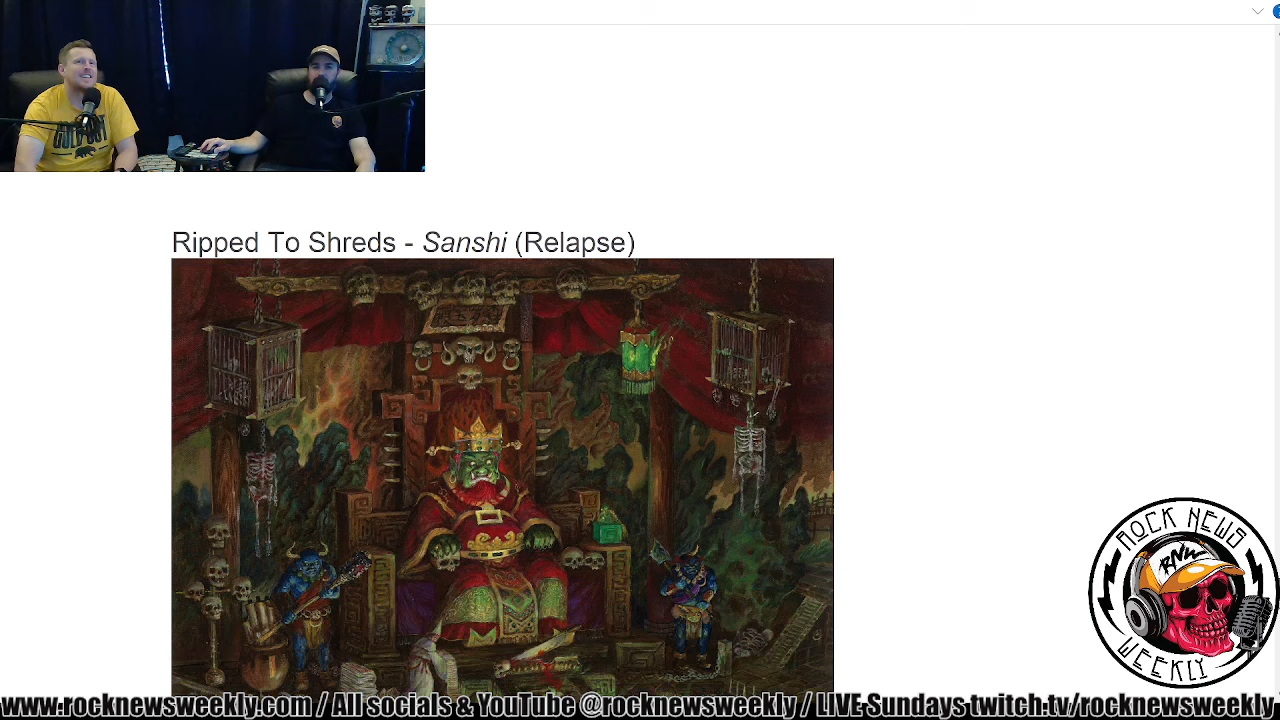 Ripped To Shreds - Sanshi (Relapse)
ROCK NEWS
RNW
WEEKLY
www.rocknewsweekly.com / All socials & YouTube @rocknewsweekly / LIVE Sundays twitch.tv/rocknewsweekly